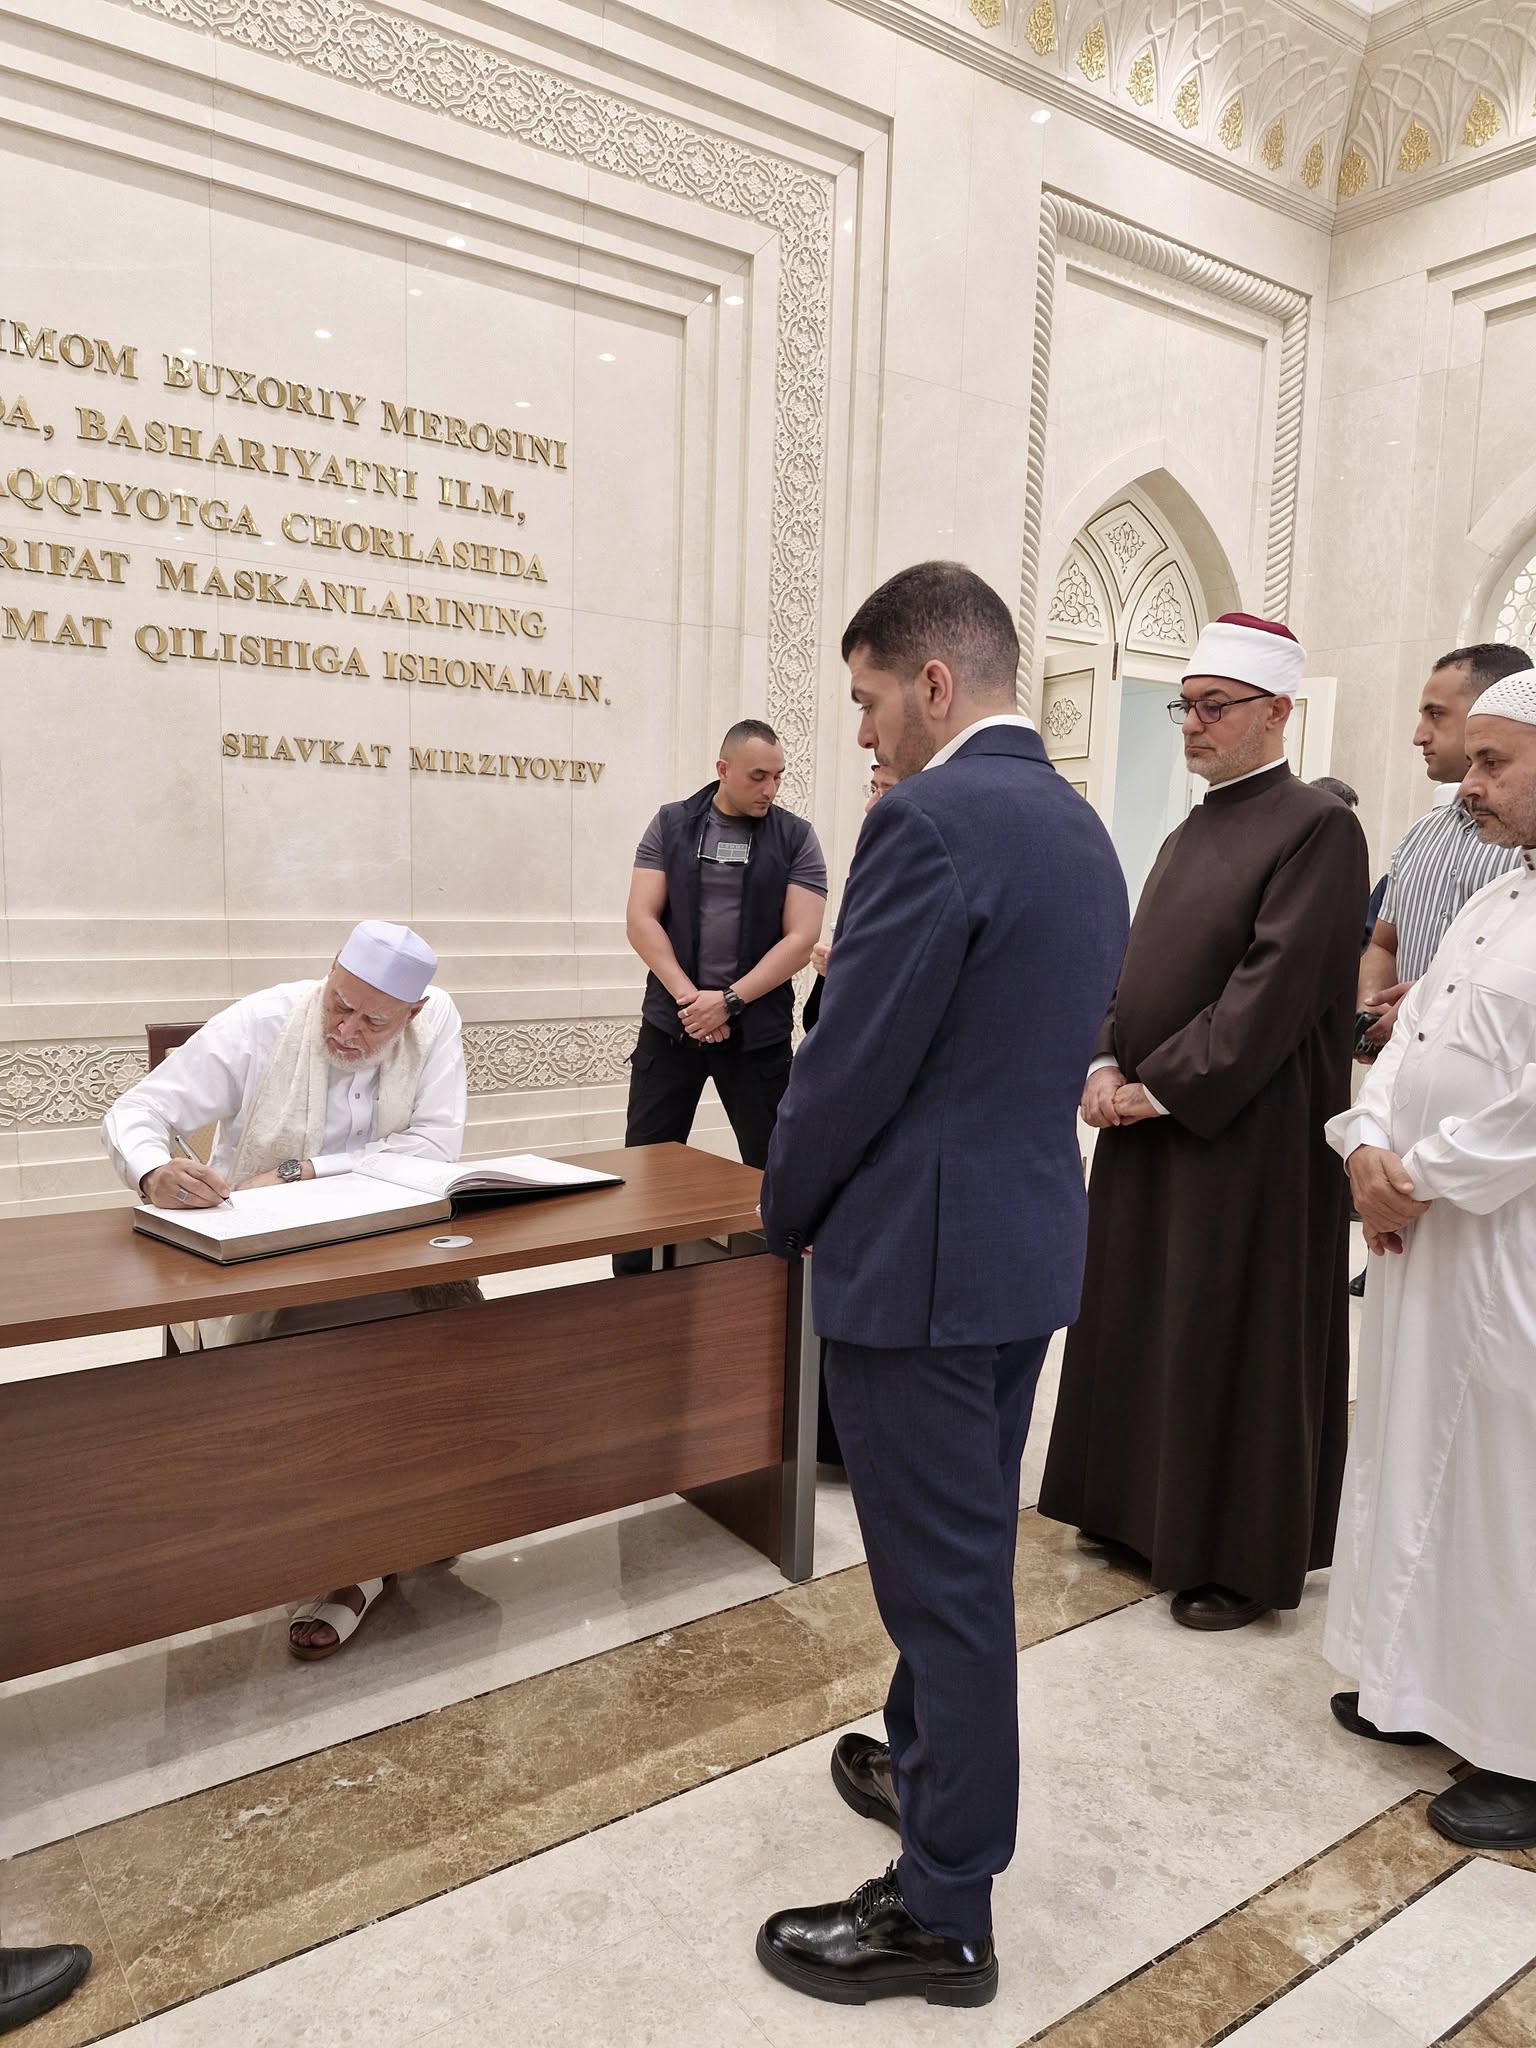 IMOM BUXORIY MEROSINI
DA, BASHARIYATNI ILM,
AQQIYOTGA CHORLASHDA
RIFAT MASKANLARINING
MAT QILISHIGA ISHONAMAN.
SHAVKAT MIRZIYOYEV